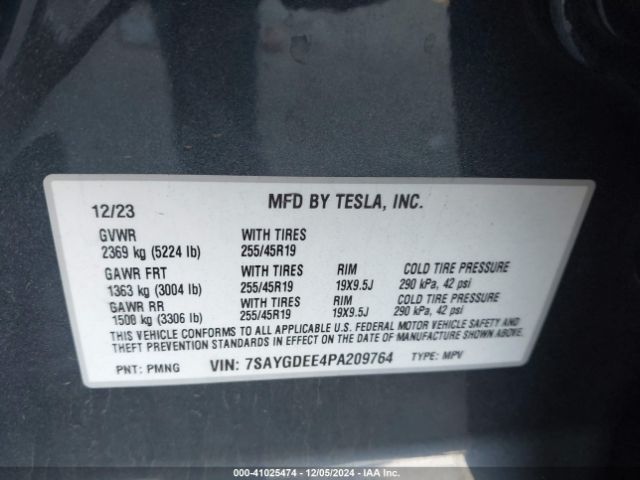 12/23
MFD BY TESLA, INC.
GVWR WITH TIRES
2369 kg (5224 lb) 255/45R19
GAWR FRT WITH TIRES RIM COLD TIRE PRESSURE
1363 kg (3004 lb) 255/45R19 19X9.5J 290 kPa, 42 psi
GAWR RR WITH TIRES RIM COLD TIRE PRESSURE
1500 kg (3306 lb) 255/45R19 19X9.5J 290 kPa, 42 psi
THIS VEHICLE CONFORMS TO ALL APPLICABLE U.S. FEDERAL MOTOR VEHICLE SAFETY AND
THEFT PREVENTION STANDARDS IN EFFECT ON THE DATE OF MANUFACTURE SHOWN ABOVE.
PNT: PMNG VIN: 7SAYGDEE4PA209764 TYPE: MPV
000-41025474 - 12/05/2024 - IAAI.COM